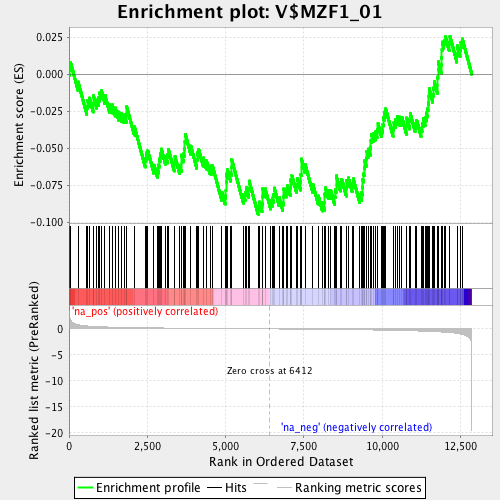 Enrichment plot: V$MZF1_01
Enrichment score (ES)
0.025
0.000
-0.025
-0.050
-0.075
-0.100
'na_pos' (positively correlated)
Ranked list metric (PreRanked)
0
-5
-10
-15
-20
Zero cross at 6412
'na_neg' (negatively correlated)
0
2,500
5,000
7,500
10,000
12,500
Rank in Ordered Dataset
Enrichment profile
Hits
Ranking metric scores